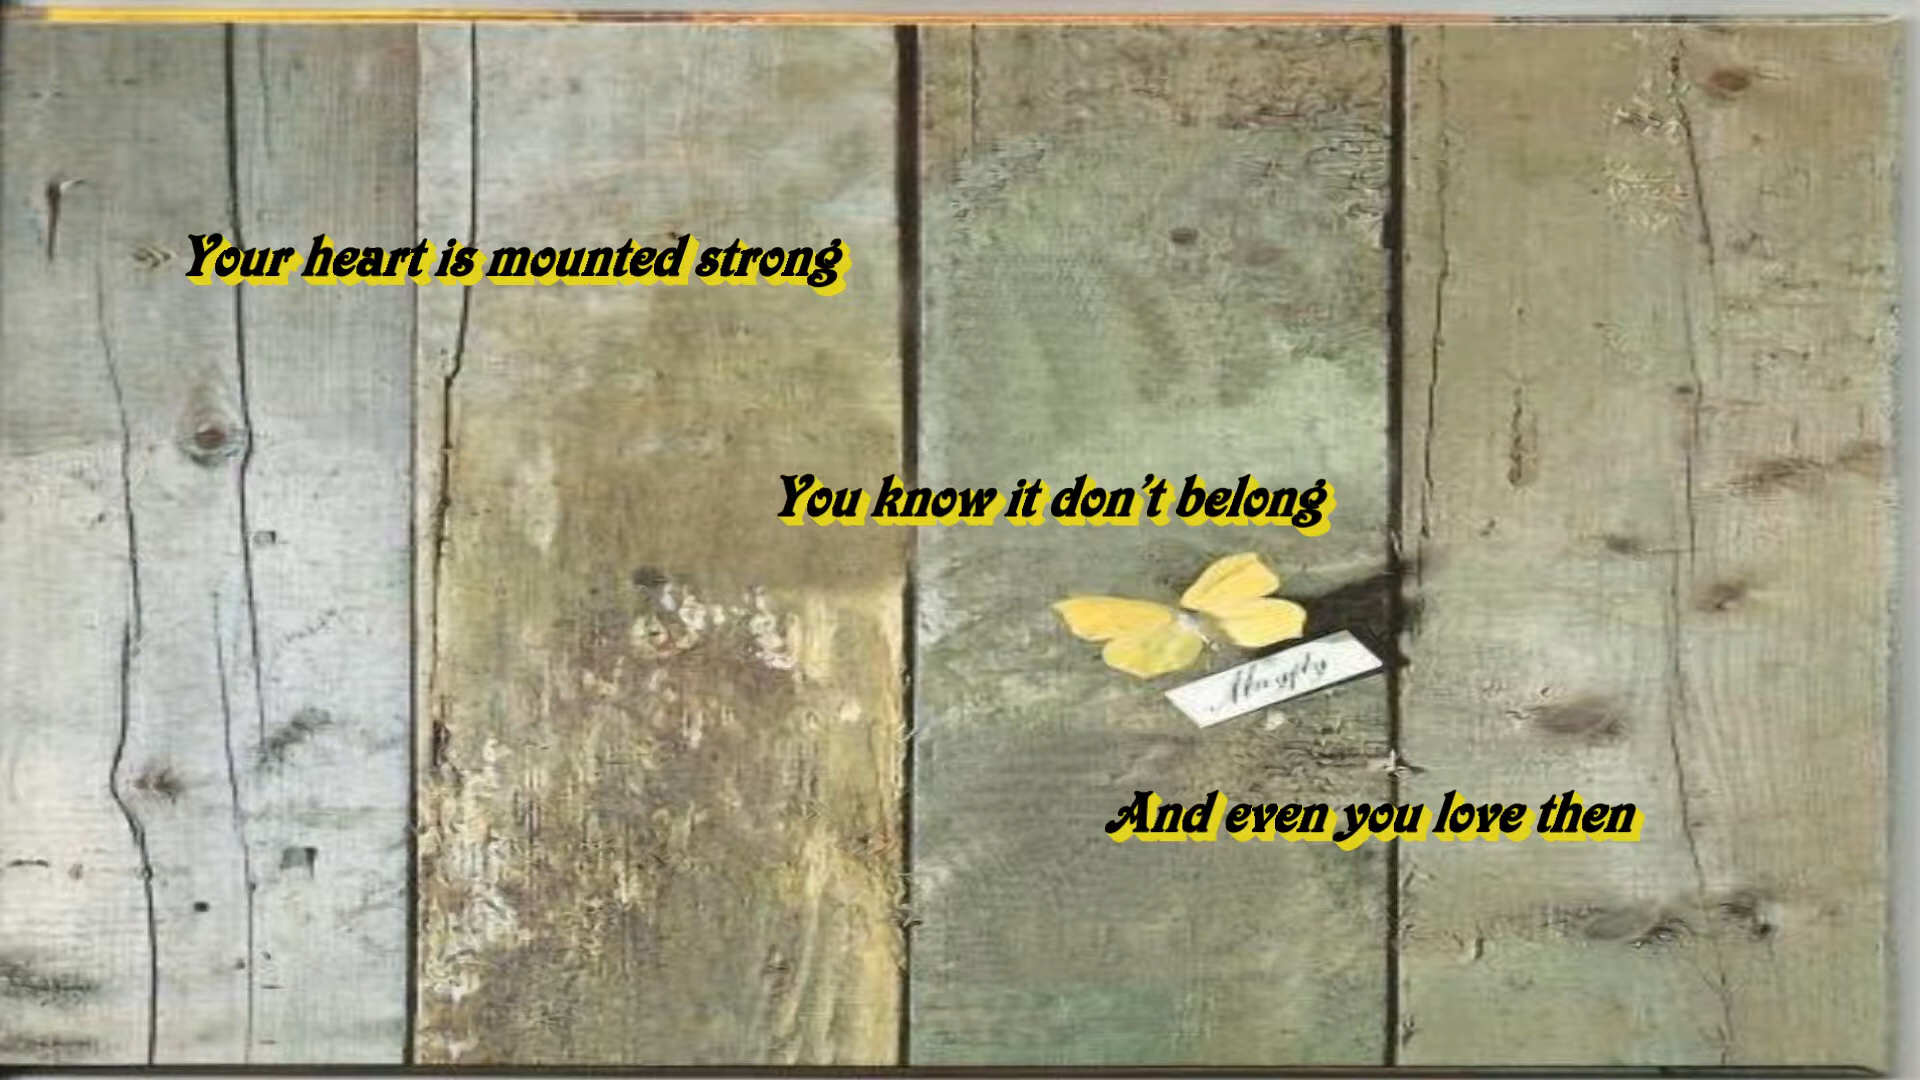 Your heart is mounted strong
You know it don't belong
And even you love then